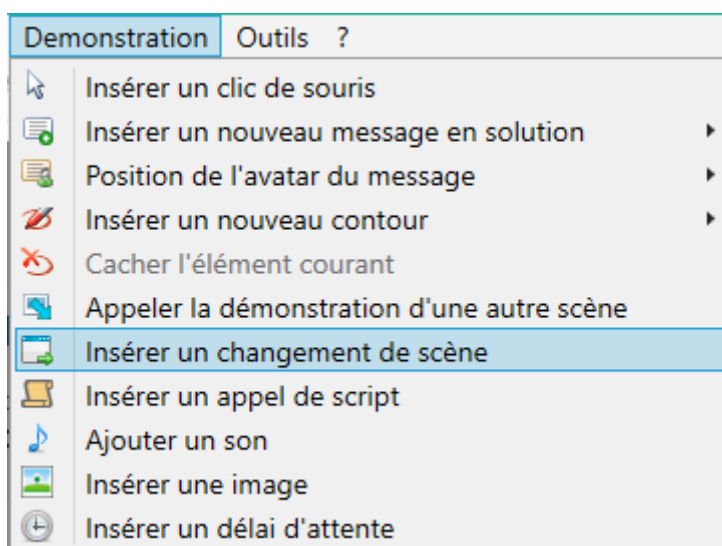 Demonstration Outils ?
Insérer un clic de souris
Insérer un nouveau message en solution
Position de l'avatar du message
Insérer un nouveau contour
Cacher l'élément courant
Appeler la démonstration d'une autre scène
Insérer un changement de scène
Insérer un appel de script
Ajouter un son
Insérer une image
Insérer un délai d'attente